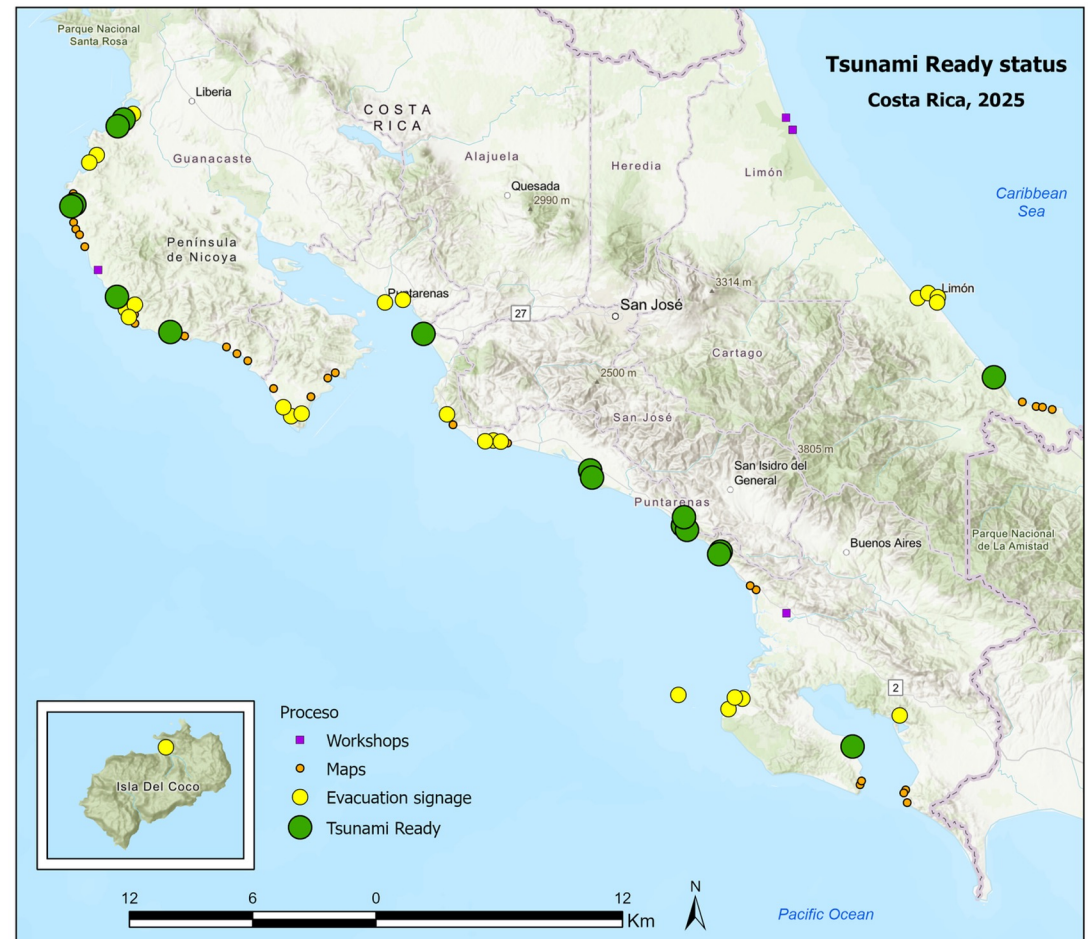 Parque Nacional
Santa Rosa
Tsunami Ready status
Costa Rica, 2025
Liberia
COSTA
RICA
Guanacaste
Alajuela
Heredia
Limón
Quesada
2990 m
Caribbean
Sea
Península
de Nicoya
Puntarenas
27
San José
3314 m
Limón
Cartago
2500 m
San José
3805 m
San Isidro del
General
Puntarenas
Buenos Aires
Parque Nacional
de La Amistad
2
Isla Del Coco
Proceso
Workshops
Maps
Evacuation signage
Tsunami Ready
12
6
0
12
Km
N
Pacific Ocean